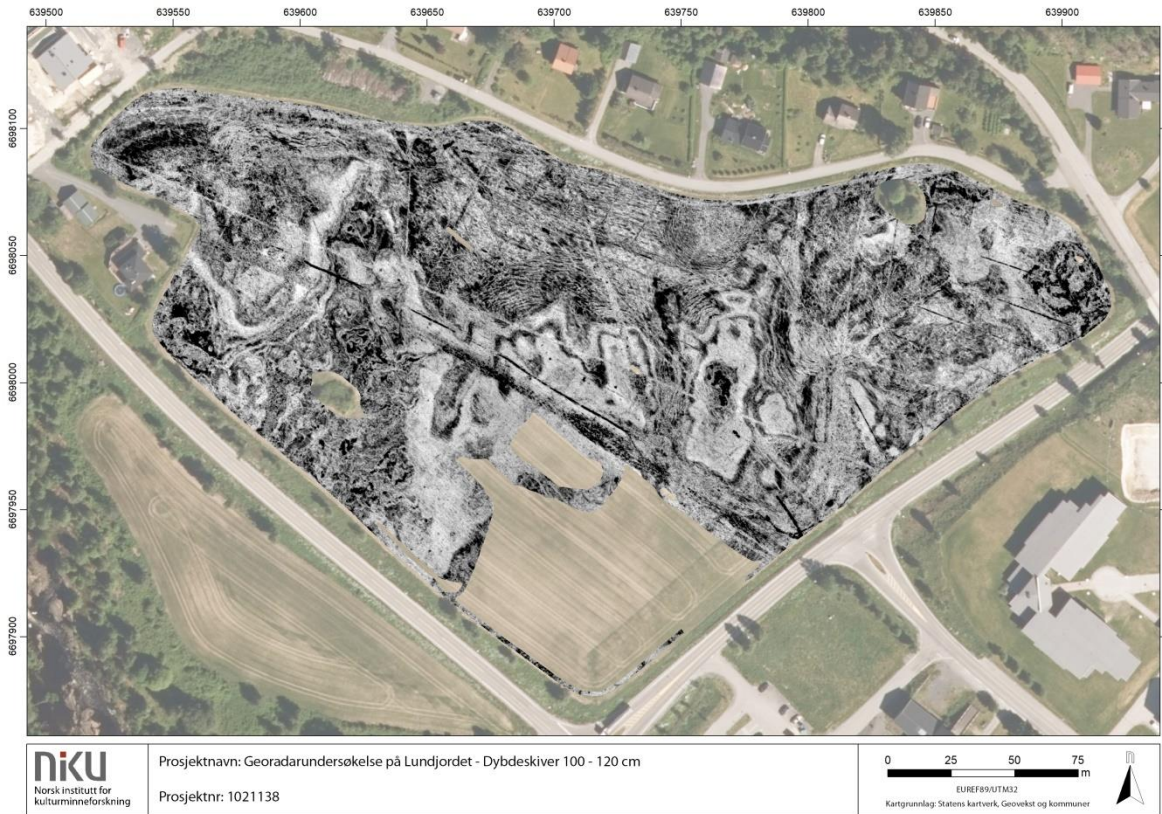 639500 639550 639600 639650 639700 639750 639800 639850 639900
6698100
6698050
6698000
6697950
6697900
niku
Norsk institutt for
kulturminneforskning
Prosjektnavn: Georadarundersøkelse på Lundjordet - Dybdeskiver 100 - 120 cm
Prosjektnr: 1021138
0 25 50 75
m
EUREF89/UTM32
Kartgrunnlag: Statens kartverk, Geovekst og kommuner
n